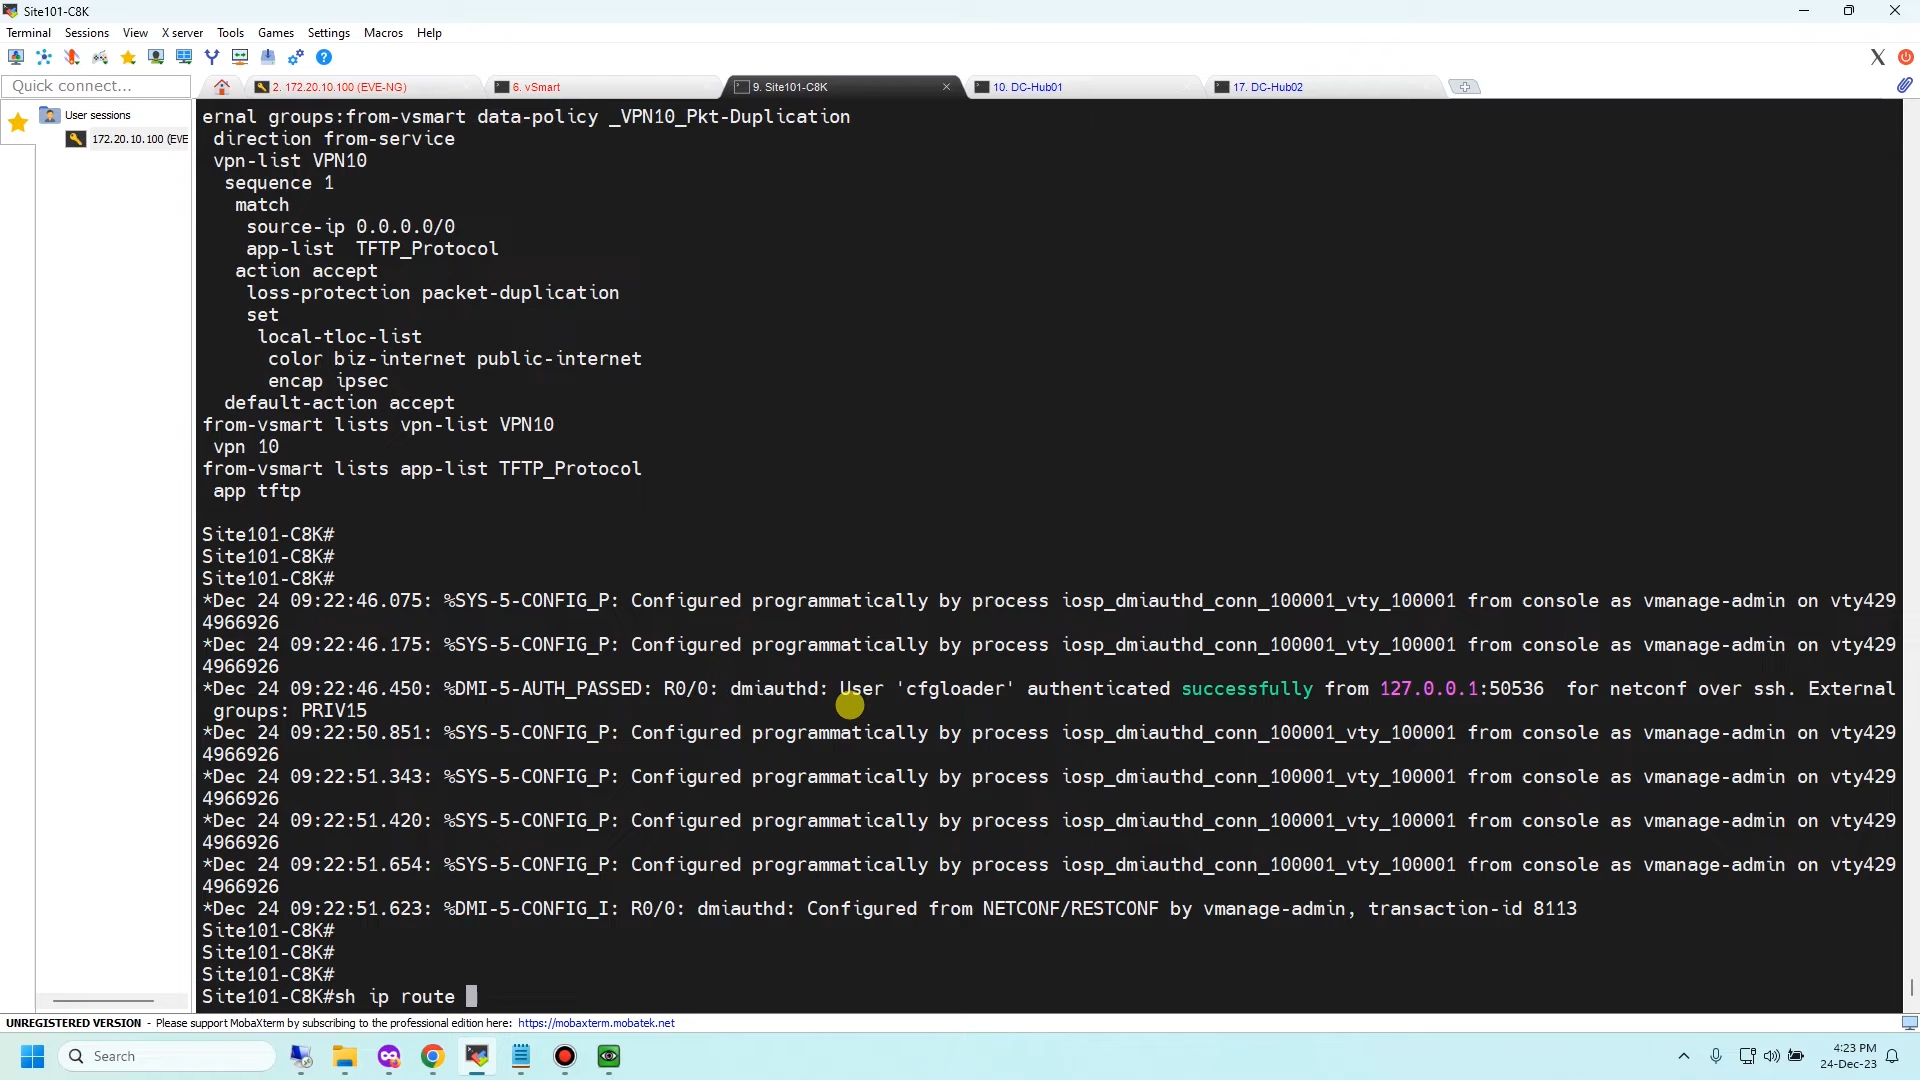 Site101-C8K
Terminal Sessions View X server Tools Games Settings Macros Help
Quick connect...
2. 172.20.10.100 (EVE-NG)
6. vSmart
9. Site101-C8K
10. DC-Hub01
17. DC-Hub02
User sessions
172.20.10.100 (EVE
ernal groups:from-vsmart data-policy _VPN10_Pkt-Duplication
direction from-service
vpn-list VPN10
sequence 1
match
source-ip 0.0.0.0/0
app-list  TFTP_Protocol
action accept
loss-protection packet-duplication
set
local-tloc-list
color biz-internet public-internet
encap ipsec
default-action accept
from-vsmart lists vpn-list VPN10
vpn 10
from-vsmart lists app-list TFTP_Protocol
app tftp
Site101-C8K#
Site101-C8K#
Site101-C8K#
*Dec 24 09:22:46.075: %SYS-5-CONFIG_P: Configured programmatically by process iosp_dmiauthd_conn_100001_vty_100001 from console as vmanage-admin on vty429
4966926
*Dec 24 09:22:46.175: %SYS-5-CONFIG_P: Configured programmatically by process iosp_dmiauthd_conn_100001_vty_100001 from console as vmanage-admin on vty429
4966926
*Dec 24 09:22:46.450: %DMI-5-AUTH_PASSED: R0/0: dmiauthd: User 'cfgloader' authenticated successfully from 127.0.0.1:50536  for netconf over ssh. External
groups: PRIV15
*Dec 24 09:22:50.851: %SYS-5-CONFIG_P: Configured programmatically by process iosp_dmiauthd_conn_100001_vty_100001 from console as vmanage-admin on vty429
4966926
*Dec 24 09:22:51.343: %SYS-5-CONFIG_P: Configured programmatically by process iosp_dmiauthd_conn_100001_vty_100001 from console as vmanage-admin on vty429
4966926
*Dec 24 09:22:51.420: %SYS-5-CONFIG_P: Configured programmatically by process iosp_dmiauthd_conn_100001_vty_100001 from console as vmanage-admin on vty429
4966926
*Dec 24 09:22:51.654: %SYS-5-CONFIG_P: Configured programmatically by process iosp_dmiauthd_conn_100001_vty_100001 from console as vmanage-admin on vty429
4966926
*Dec 24 09:22:51.623: %DMI-5-CONFIG_I: R0/0: dmiauthd: Configured from NETCONF/RESTCONF by vmanage-admin, transaction-id 8113
Site101-C8K#
Site101-C8K#
Site101-C8K#
Site101-C8K#sh ip route
UNREGISTERED VERSION - Please support MobaXterm by subscribing to the professional edition here: https://mobaxterm.mobatek.net
Search
4:23 PM
24-Dec-23